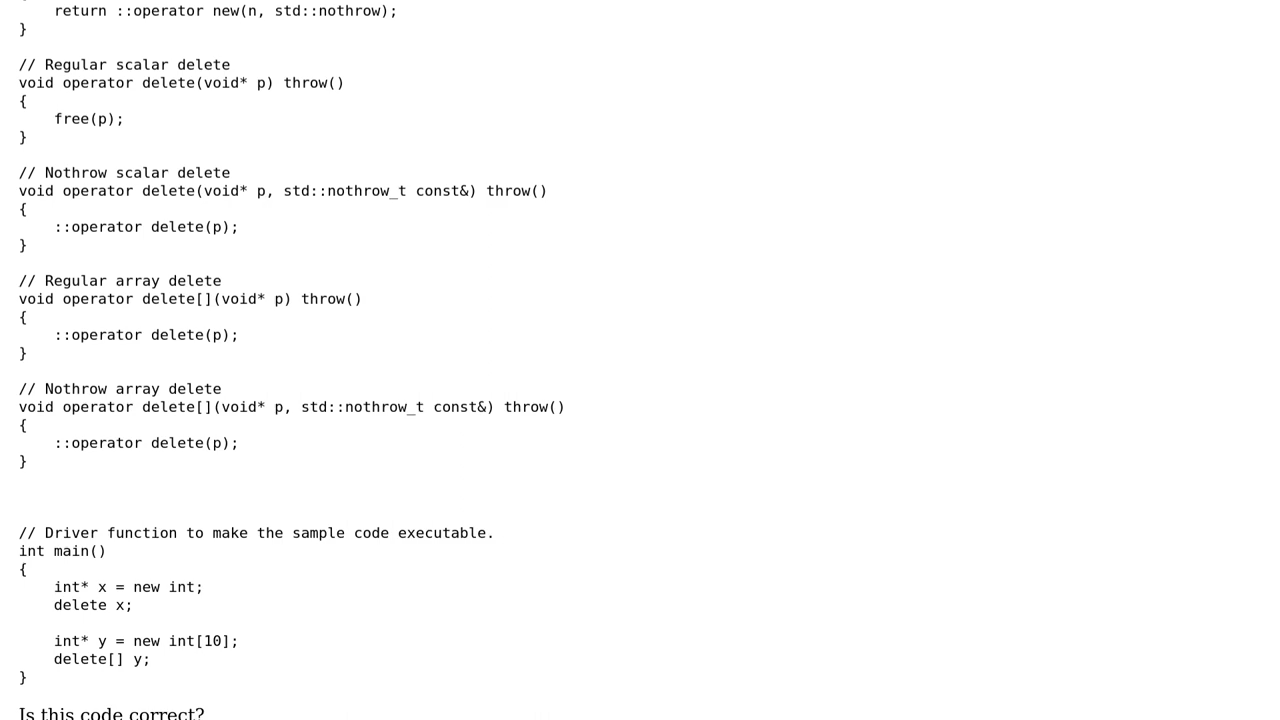 return ::operator new(n, std::nothrow);
}
// Regular scalar delete
void operator delete(void* p) throw()
{
free(p);
}
// Nothrow scalar delete
void operator delete(void* p, std::nothrow_t const&) throw()
{
::operator delete(p);
}
// Regular array delete
void operator delete[](void* p) throw()
{
::operator delete(p);
}
// Nothrow array delete
void operator delete[](void* p, std::nothrow_t const&) throw()
{
::operator delete(p);
}
// Driver function to make the sample code executable.
int main()
{
int* x = new int;
delete x;
int* y = new int[10];
delete[] y;
}
Is this code correct?